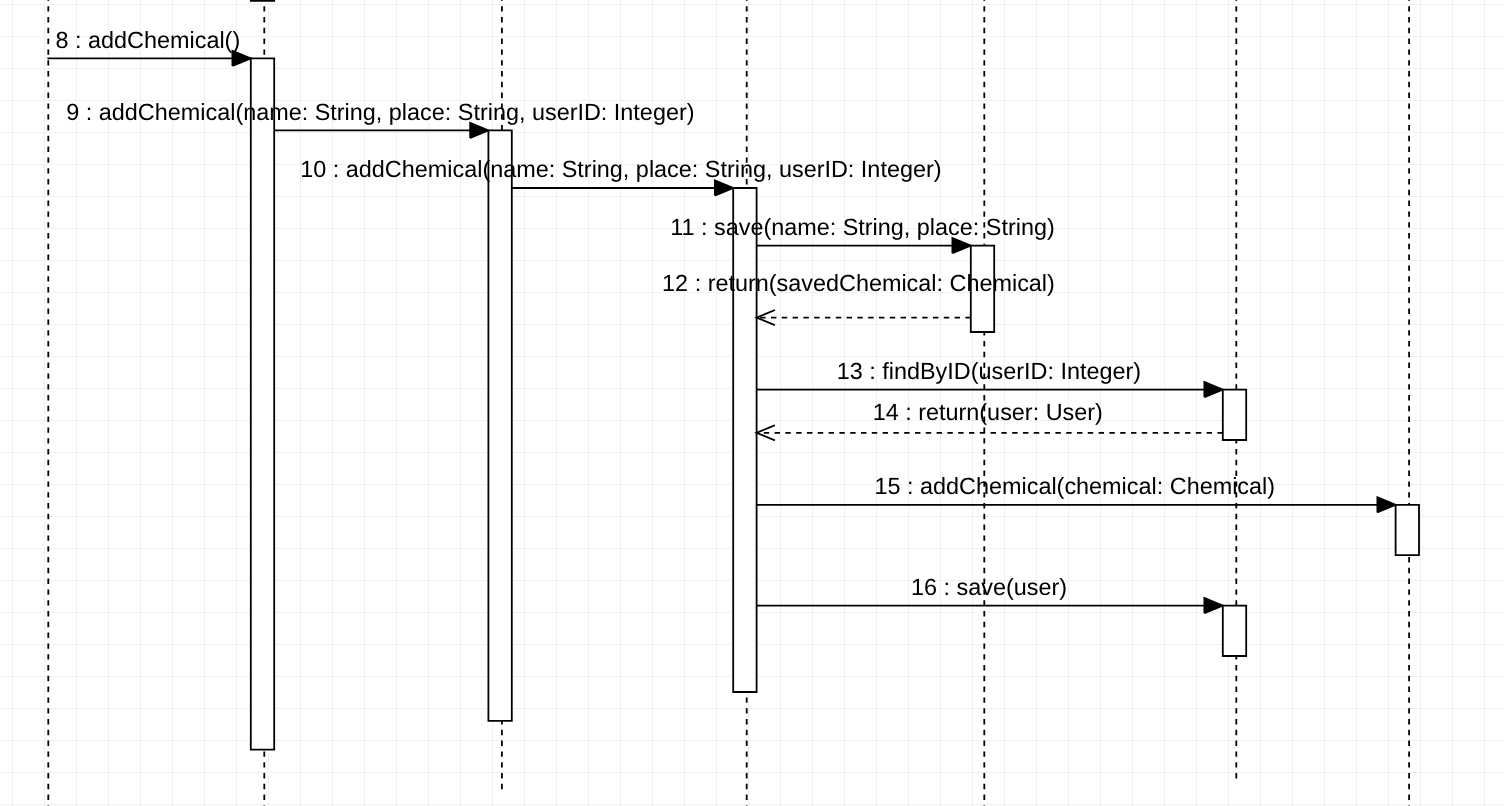 8 : addChemical()
9 : addChemical(name: String, place: String, userID: Integer)
10 : addChemical(name: String, place: String, userID: Integer)
11 : save(name: String, place: String)
12 : return(savedChemical: Chemical)
13 : findByID(userID: Integer)
14 : return(user: User)
15 : addChemical(chemical: Chemical)
16 : save(user)